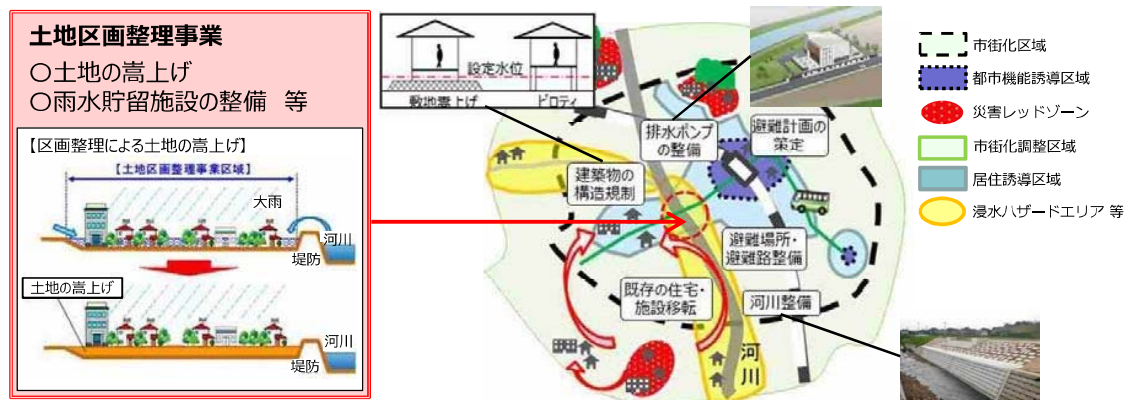 土地区画整理事業
〇土地の嵩上げ
〇雨水貯留施設の整備 等
【区画整理による土地の嵩上げ】
【土地区画整理事業区域】
大雨
河川
堤防
土地の嵩上げ
河川
堤防
設定水位
敷地嵩上げ
ピロティ
排水ポンプ
の整備
避難計画の
策定
建築物の
構造規制
避難場所・
避難路整備
既存の住宅・
施設移転
河川整備
河川
市街化区域
都市機能誘導区域
災害レッドゾーン
市街化調整区域
居住誘導区域
浸水ハザードエリア 等